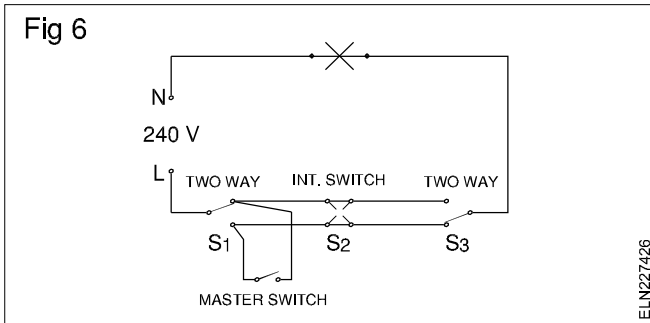 Fig 6
N
240 V
L
TWO WAY INT. SWITCH TWO WAY
S1 S2 S3
MASTER SWITCH
ELN227426